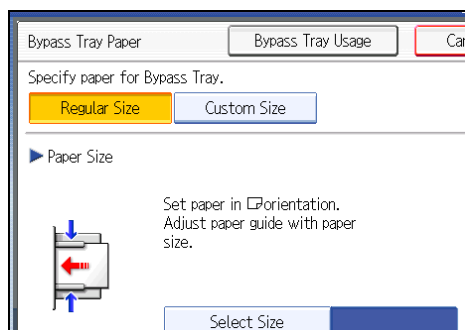 Bypass Tray Paper
Bypass Tray Usage
Specify paper for Bypass Tray.
Regular Size
Custom Size
Paper Size
Set paper in orientation.
Adjust paper guide with paper
size.
Select Size